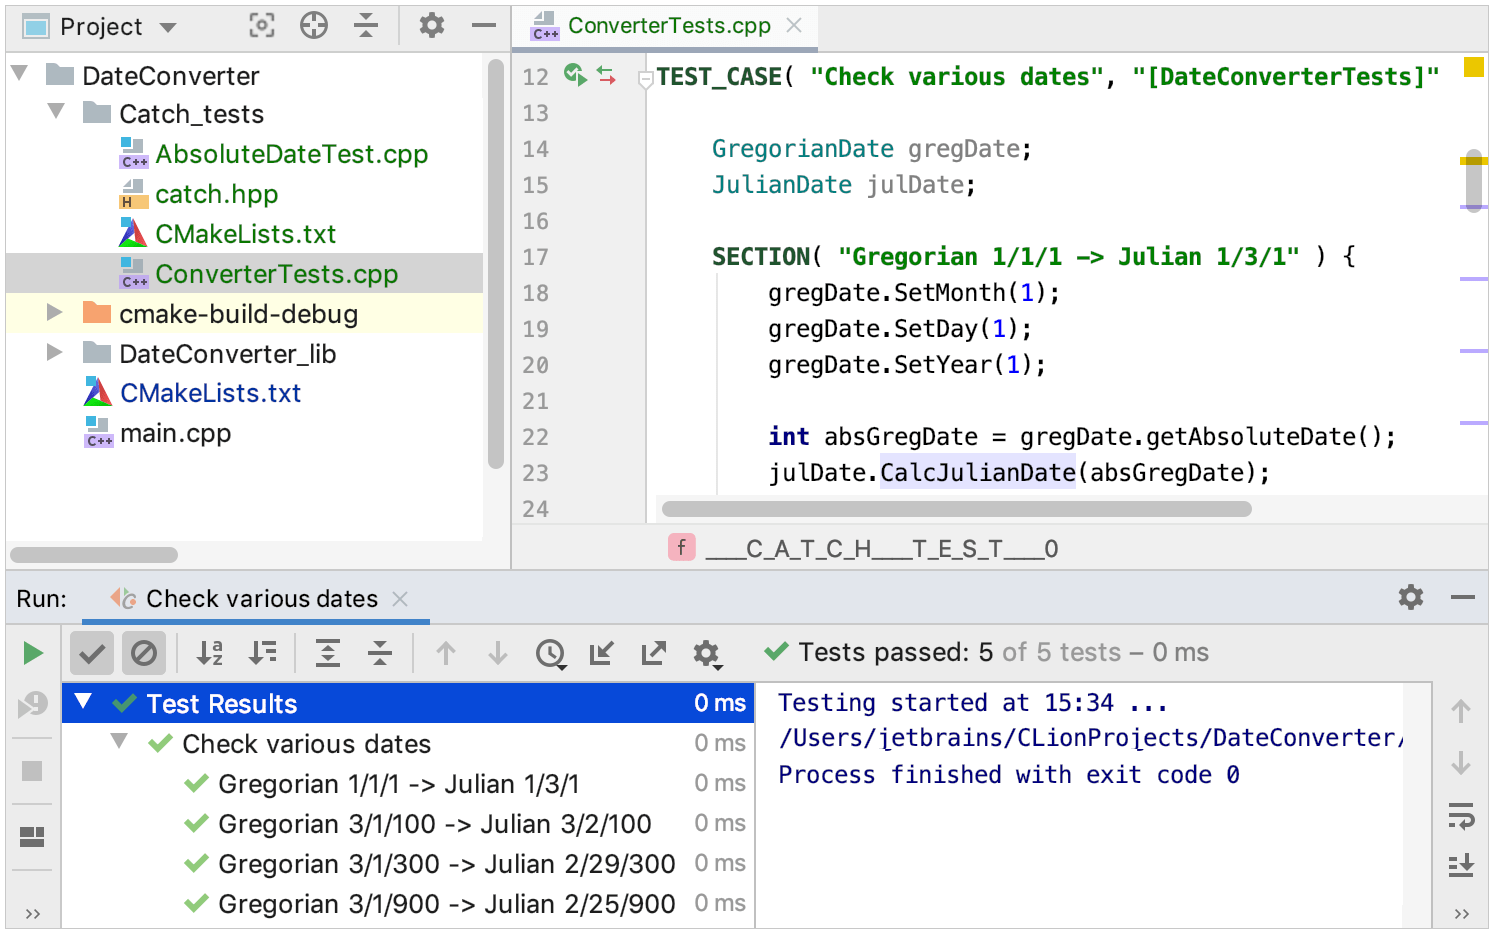 Project
DateConverter
Catch_tests
C++ AbsoluteDateTest.cpp
H catch.hpp
CMakeLists.txt
C++ ConverterTests.cpp
cmake-build-debug
DateConverter_lib
CMakeLists.txt
C++ main.cpp
C++ ConverterTests.cpp
12 TEST_CASE( "Check various dates", "[DateConverterTests]"
13
14 GregorianDate gregDate;
15 JulianDate julDate;
16
17 SECTION( "Gregorian 1/1/1 -> Julian 1/3/1" ) {
18 gregDate.SetMonth(1);
19 gregDate.SetDay(1);
20 gregDate.SetYear(1);
21
22 int absGregDate = gregDate.getAbsoluteDate();
23 julDate.CalcJulianDate(absGregDate);
24
f ____C_A_T_C_H____T_E_S_T____0
Run: Check various dates
Tests passed: 5 of 5 tests – 0 ms
Test Results 0 ms
Check various dates 0 ms
Gregorian 1/1/1 -> Julian 1/3/1 0 ms
Gregorian 3/1/100 -> Julian 3/2/100 0 ms
Gregorian 3/1/300 -> Julian 2/29/300 0 ms
Gregorian 3/1/900 -> Julian 2/25/900 0 ms
Testing started at 15:34 ...
/Users/jetbrains/CLionProjects/DateConverter/
Process finished with exit code 0